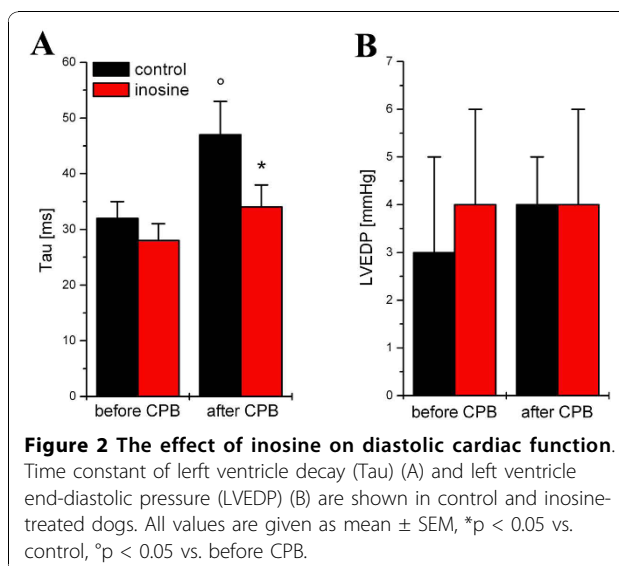 A
B
60
50
40
30
20
10
0
Tau [ms]
control
inosine
°
*
before CPB
after CPB
7
6
5
4
3
2
1
0
LVEDP [mmHg]
before CPB
after CPB
Figure 2 The effect of inosine on diastolic cardiac function.
Time constant of lerft ventricle decay (Tau) (A) and left ventricle
end-diastolic pressure (LVEDP) (B) are shown in control and inosine-
treated dogs. All values are given as mean ± SEM, *p < 0.05 vs.
control, °p < 0.05 vs. before CPB.